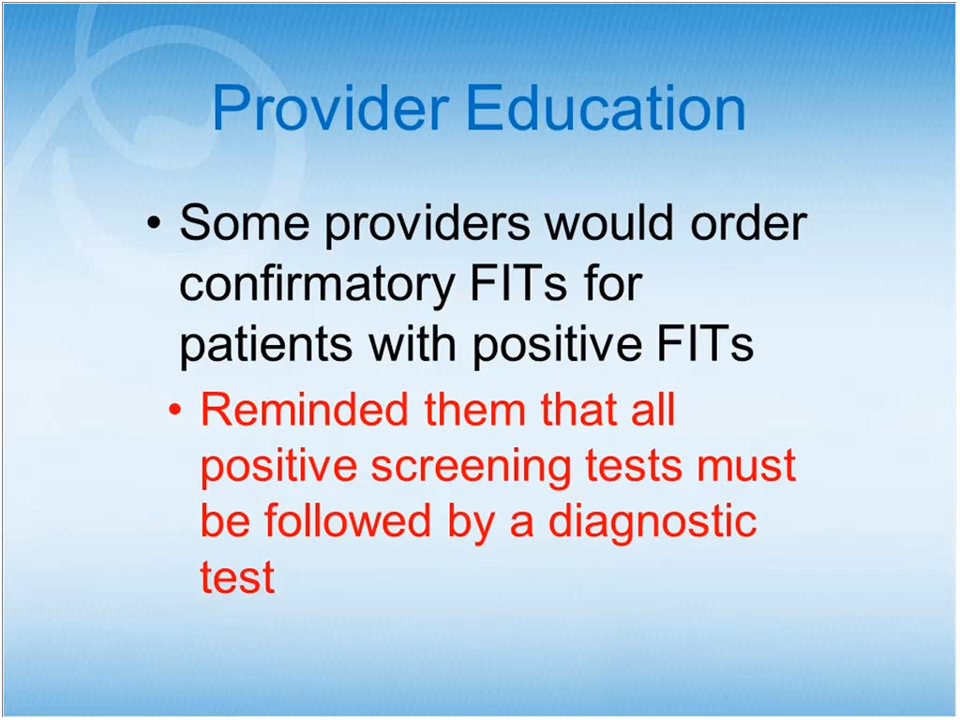 Provider Education
• Some providers would order
confirmatory FITs for
patients with positive FITs
• Reminded them that all
positive screening tests must
be followed by a diagnostic
test